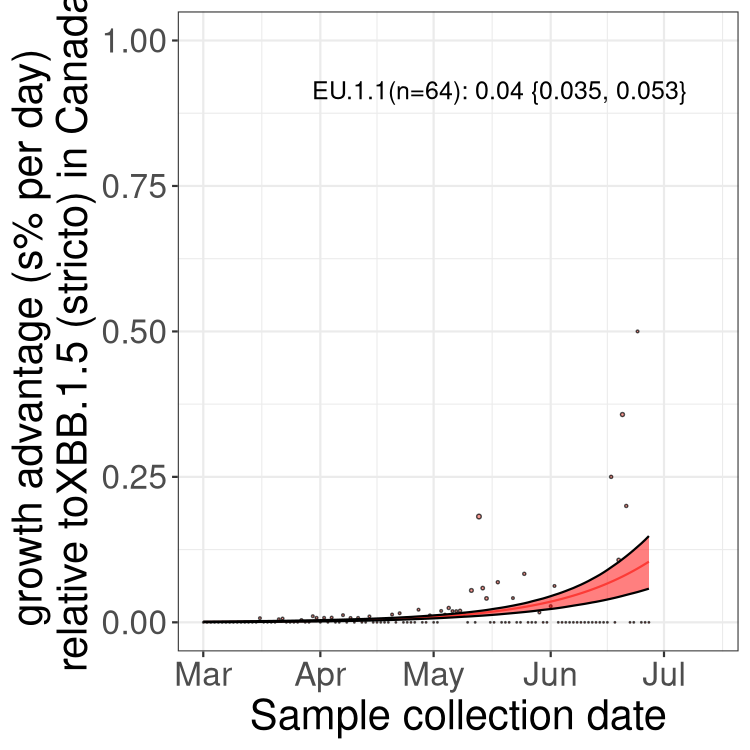 growth advantage (s% per day)
relative toXBB.1.5 (stricto) in Canada
1.00
0.75
0.50
0.25
0.00
EU.1.1(n=64): 0.04 {0.035, 0.053}
Mar Apr May Jun Jul
Sample collection date